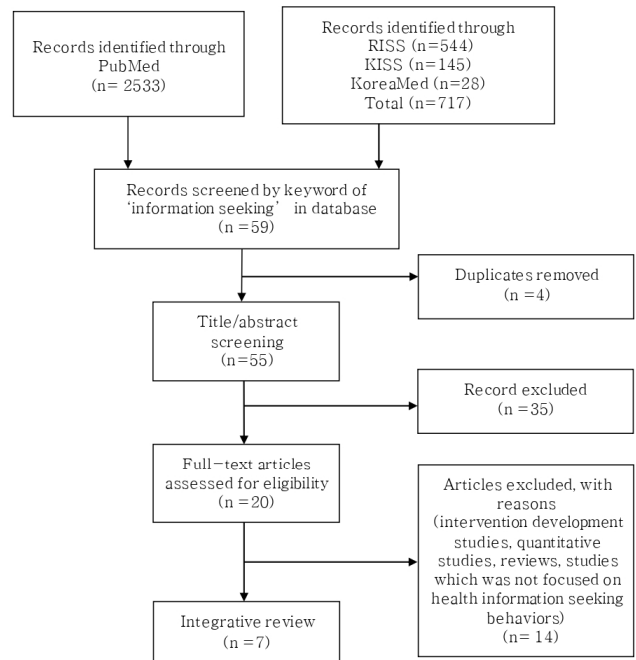 Records identified through
PubMed
(n= 2533)
Records identified through
RISS (n=544)
KISS (n=145)
KoreaMed (n=28)
Total (n=717)
Records screened by keyword of
‘information seeking’ in database
(n =59)
Duplicates removed
(n =4)
Title/abstract
screening
(n=55)
Record excluded
(n =35)
Full-text articles
assessed for eligibility
(n =20)
Articles excluded, with
reasons
(intervention development
studies, quantitative
studies, reviews, studies
which was not focused on
health information seeking
behaviors)
(n= 14)
Integrative review
(n =7)